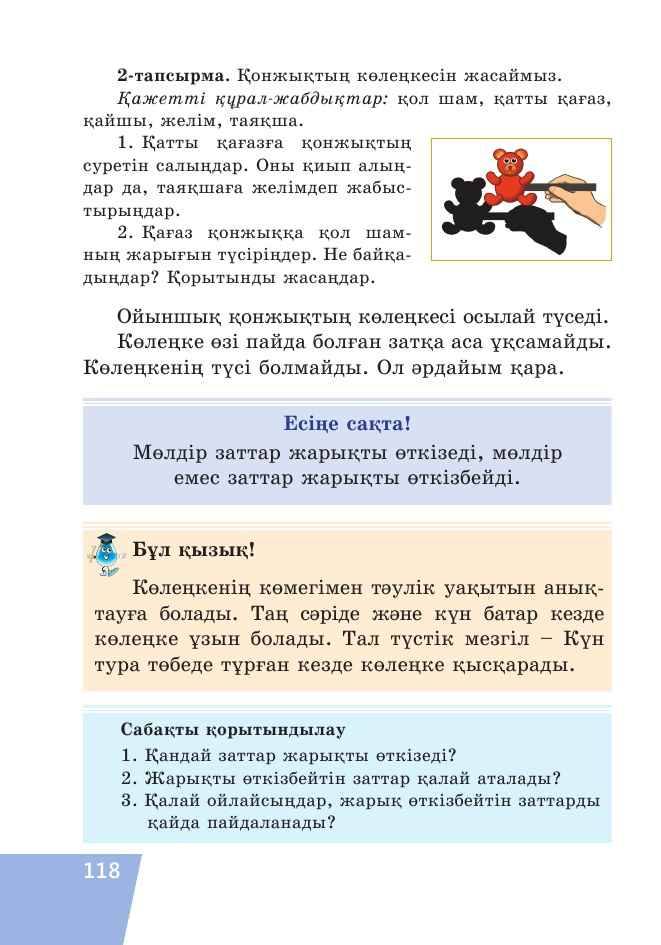 2-тапсырма. Қонжықтың көлеңкесін жасаймыз.
Қажетті құрал-жабдықтар: қол шам, қатты қағаз,
қайшы, желім, таяқша.
1. Қатты қағазға қонжықтың
суретін салыңдар. Оны қиып алың-
дар да, таяқшаға желімдеп жабыс-
тырыңдар.
2. Қағаз қонжыққа қол шам-
ның жарығын түсіріңдер. Не байқа-
дыңдар? Қорытынды жасаңдар.
Ойыншық қонжықтың көлеңкесі осылай түседі.
Көлеңке өзі пайда болған затқа аса ұқсамайды.
Көлеңкенің түсі болмайды. Ол әрдайым қара.
Есіңе сақта!
Мөлдір заттар жарықты өткізеді, мөлдір
емес заттар жарықты өткізбейді.
Бұл қызық!
Көлеңкенің көмегімен тәулік уақытын анық-
тауға болады. Таң сәріде және күн батар кезде
көлеңке ұзын болады. Тал түстік мезгіл – Күн
тура төбеде тұрған кезде көлеңке қысқарады.
Сабақты қорытындылау
1. Қандай заттар жарықты өткізеді?
2. Жарықты өткізбейтін заттар қалай аталады?
3. Қалай ойлайсыңдар, жарық өткізбейтін заттарды
қайда пайдаланады?
118